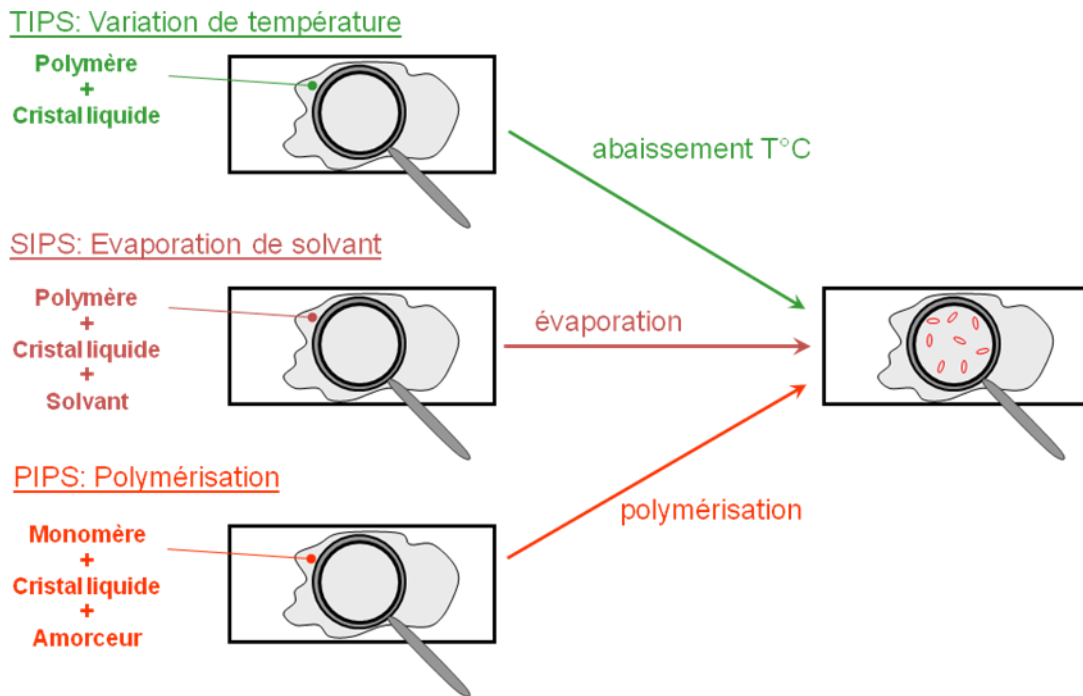 TIPS: Variation de température
Polymère
+
Cristal liquide
abaissement T°C
SIPS: Evaporation de solvant
Polymère
+
Cristal liquide
+
Solvant
évaporation
PIPS: Polymérisation
Monomère
+
Cristal liquide
+
Amorceur
polymérisation